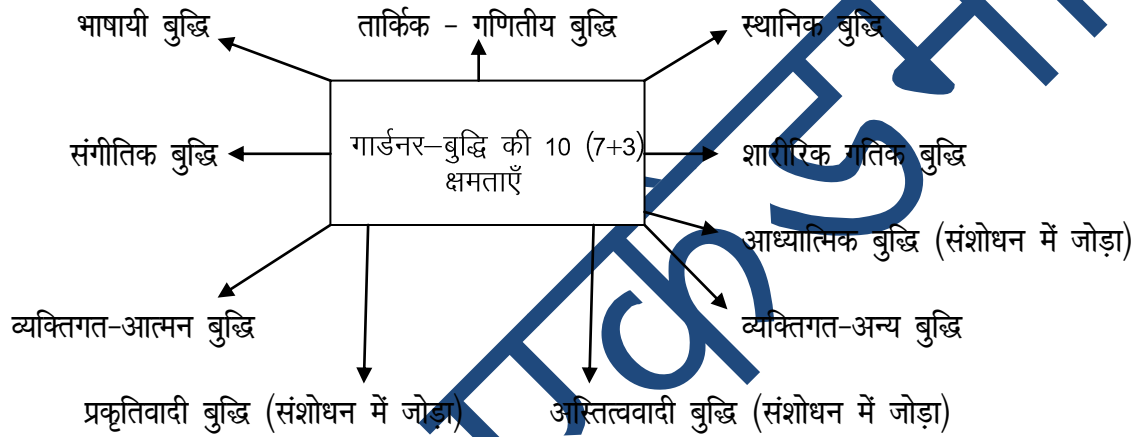 भाषायी बुद्धि
तार्किक - गणितीय बुद्धि
स्थानिक बुद्धि
संगीतिक बुद्धि
गार्डनर–बुद्धि की 10 (7+3)
क्षमताएँ
शारीरिक गतिक बुद्धि
आध्यात्मिक बुद्धि (संशोधन में जोड़ा)
व्यक्तिगत-आत्मन बुद्धि
व्यक्तिगत-अन्य बुद्धि
प्रकृतिवादी बुद्धि (संशोधन में जोड़ा)
अस्तित्ववादी बुद्धि (संशोधन में जोड़ा)